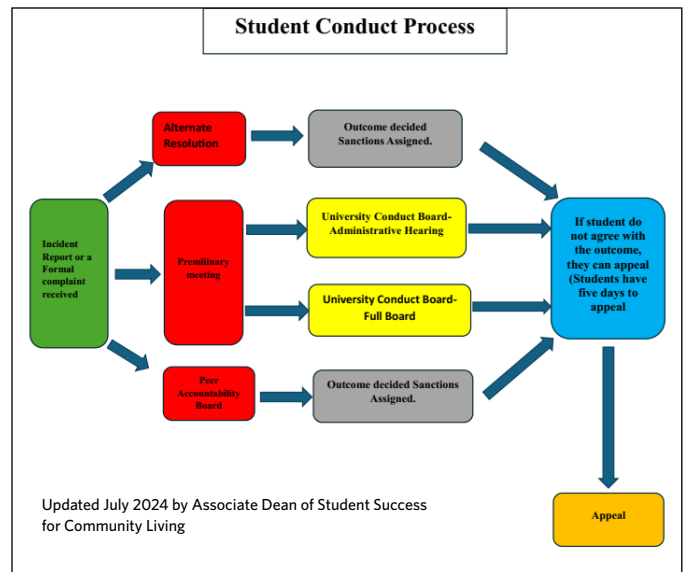 Student Conduct Process
Alternate
Resolution
Outcome decided
Sanctions Assigned.
Incident
Report or a
Formal
complaint
received
Premilinary
meeting
University Conduct Board-
Administrative Hearing
University Conduct Board-
Full Board
If student do
not agree with
the outcome,
they can appeal
(Students have
five days to
appeal
Peer
Accountability
Board
Outcome decided Sanctions
Assigned.
Updated July 2024 by Associate Dean of Student Success
for Community Living
Appeal